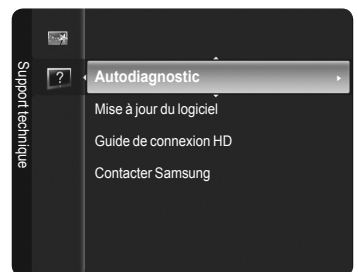 Support technique
Autodiagnostic
Mise à jour du logiciel
Guide de connexion HD
Contacter Samsung